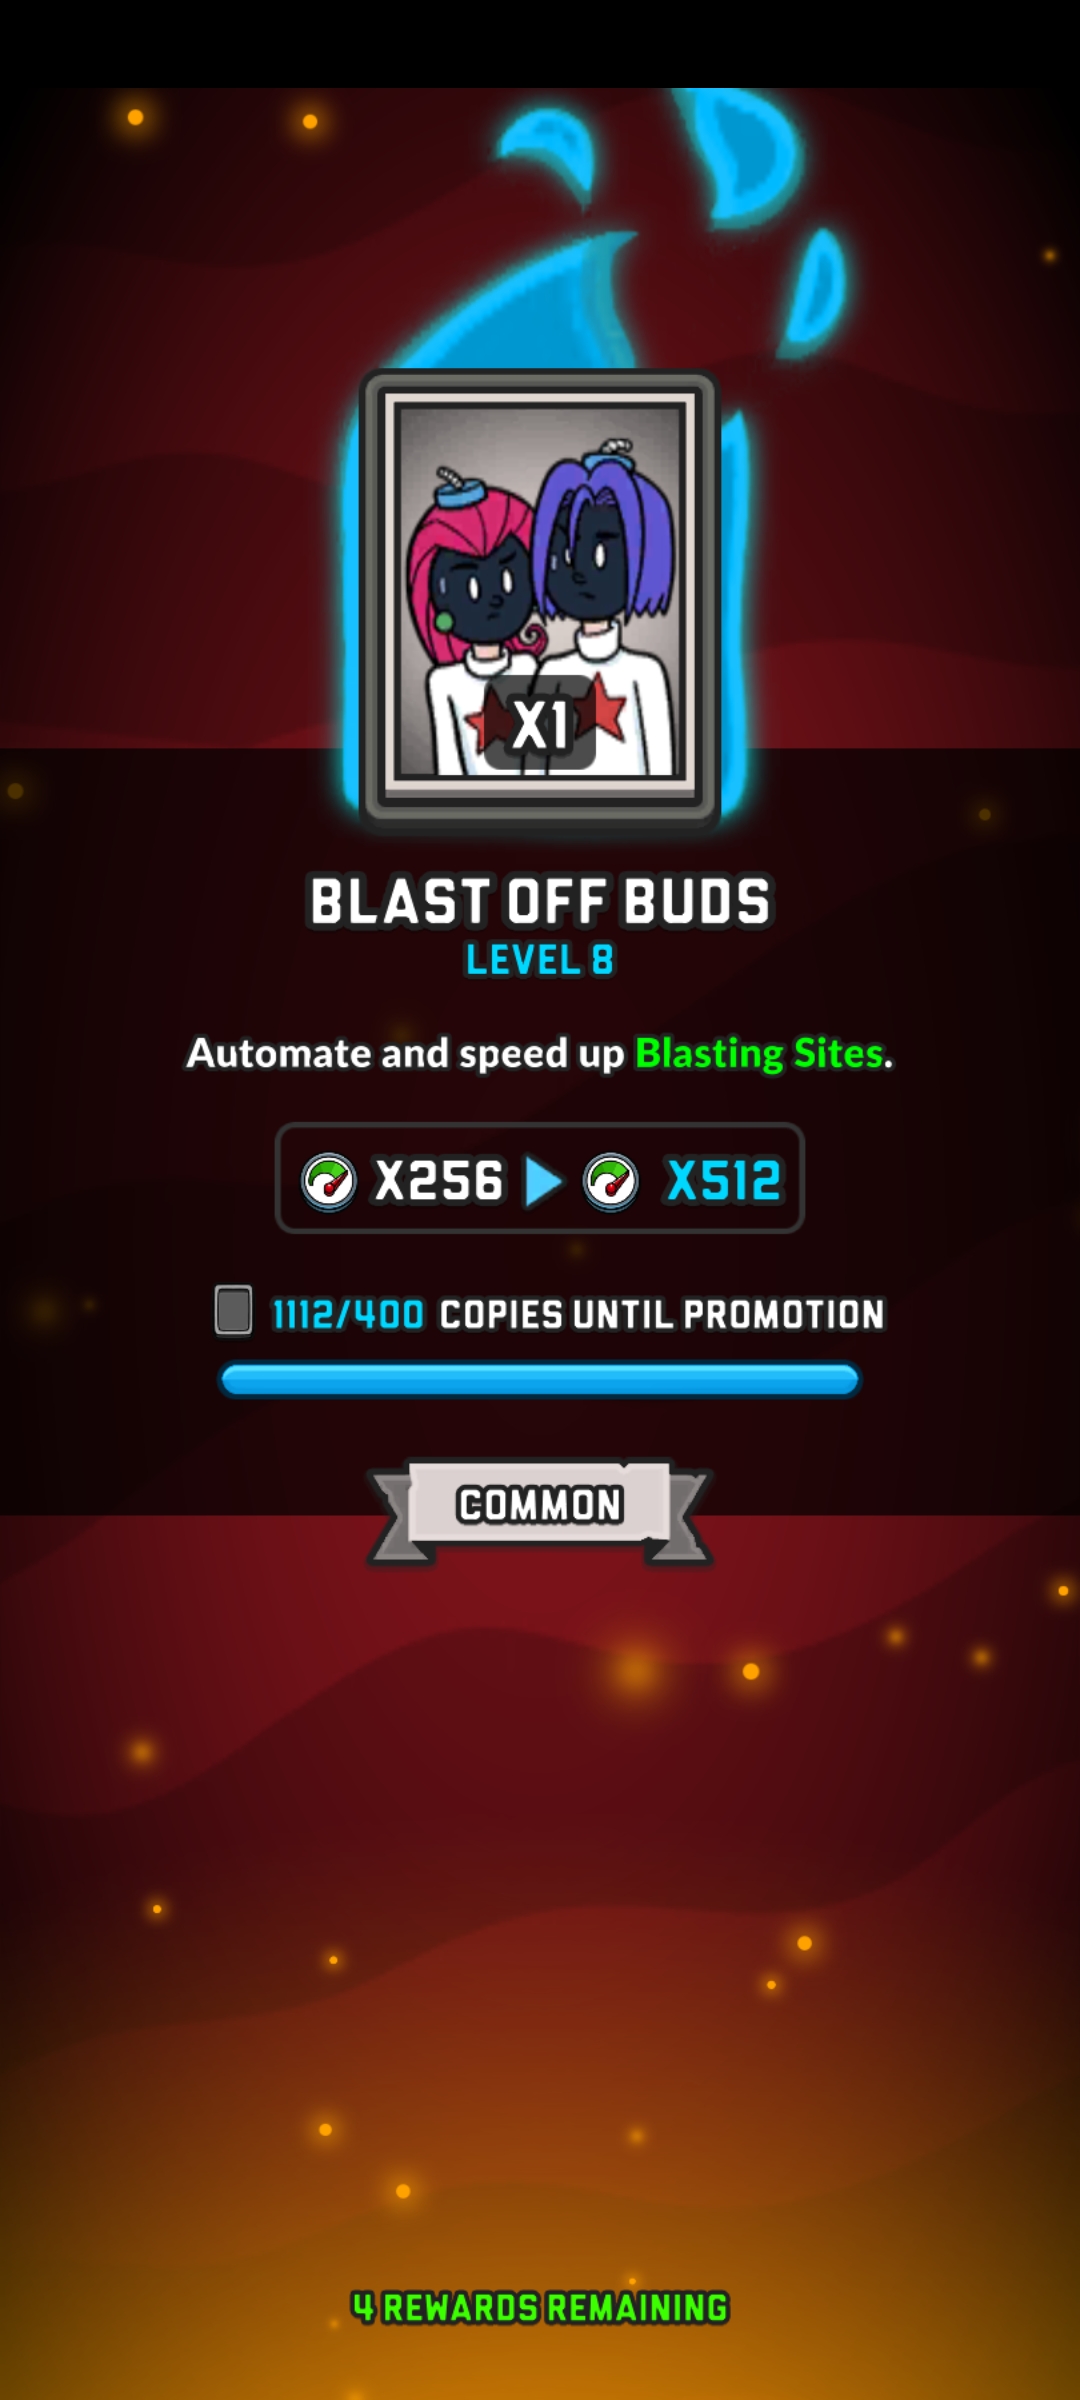 X1
BLAST OFF BUDS
LEVEL 8
Automate and speed up Blasting Sites.
X256 X512
1112/400 COPIES UNTIL PROMOTION
COMMON
4 REWARDS REMAINING